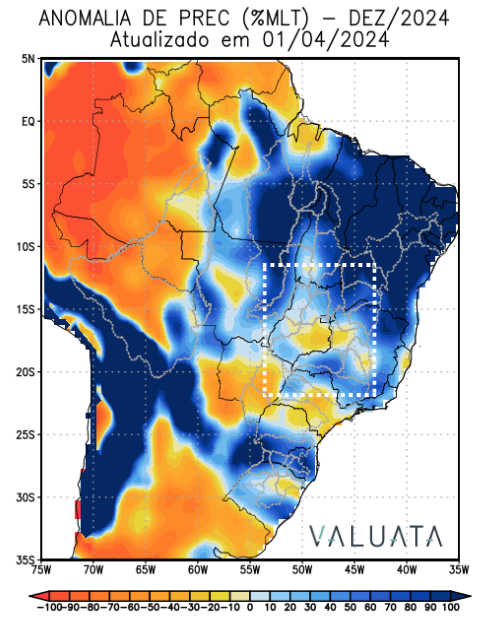 ANOMALIA DE PREC (%MLT) – DEZ/2024
Atualizado em 01/04/2024
5N
EQ
5S
10S
15S
20S
25S
30S
35S
VALUATA
75W 70W 65W 60W 55W 50W 45W 40W 35W
-100-90-80-70-60-50-40-30-20-10 0 10 20 30 40 50 60 70 80 90 100